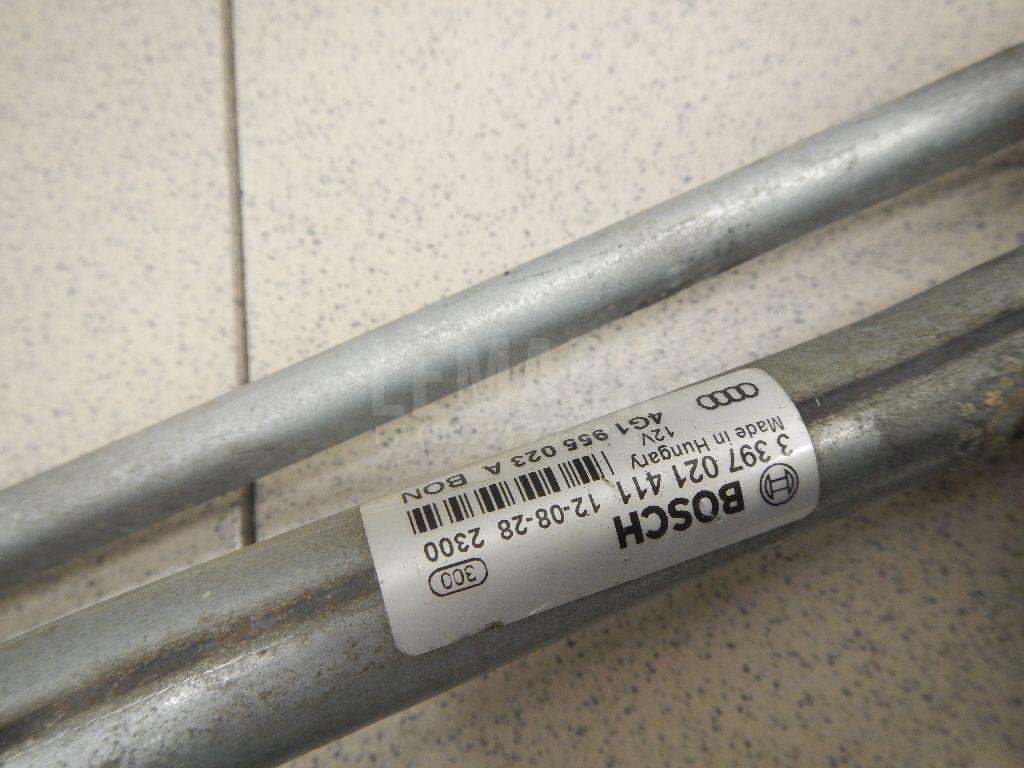 BOSCH
300
3 397 021 411 12-08-28 2300
Made in Hungary
12V
4G1 955 023 A BON